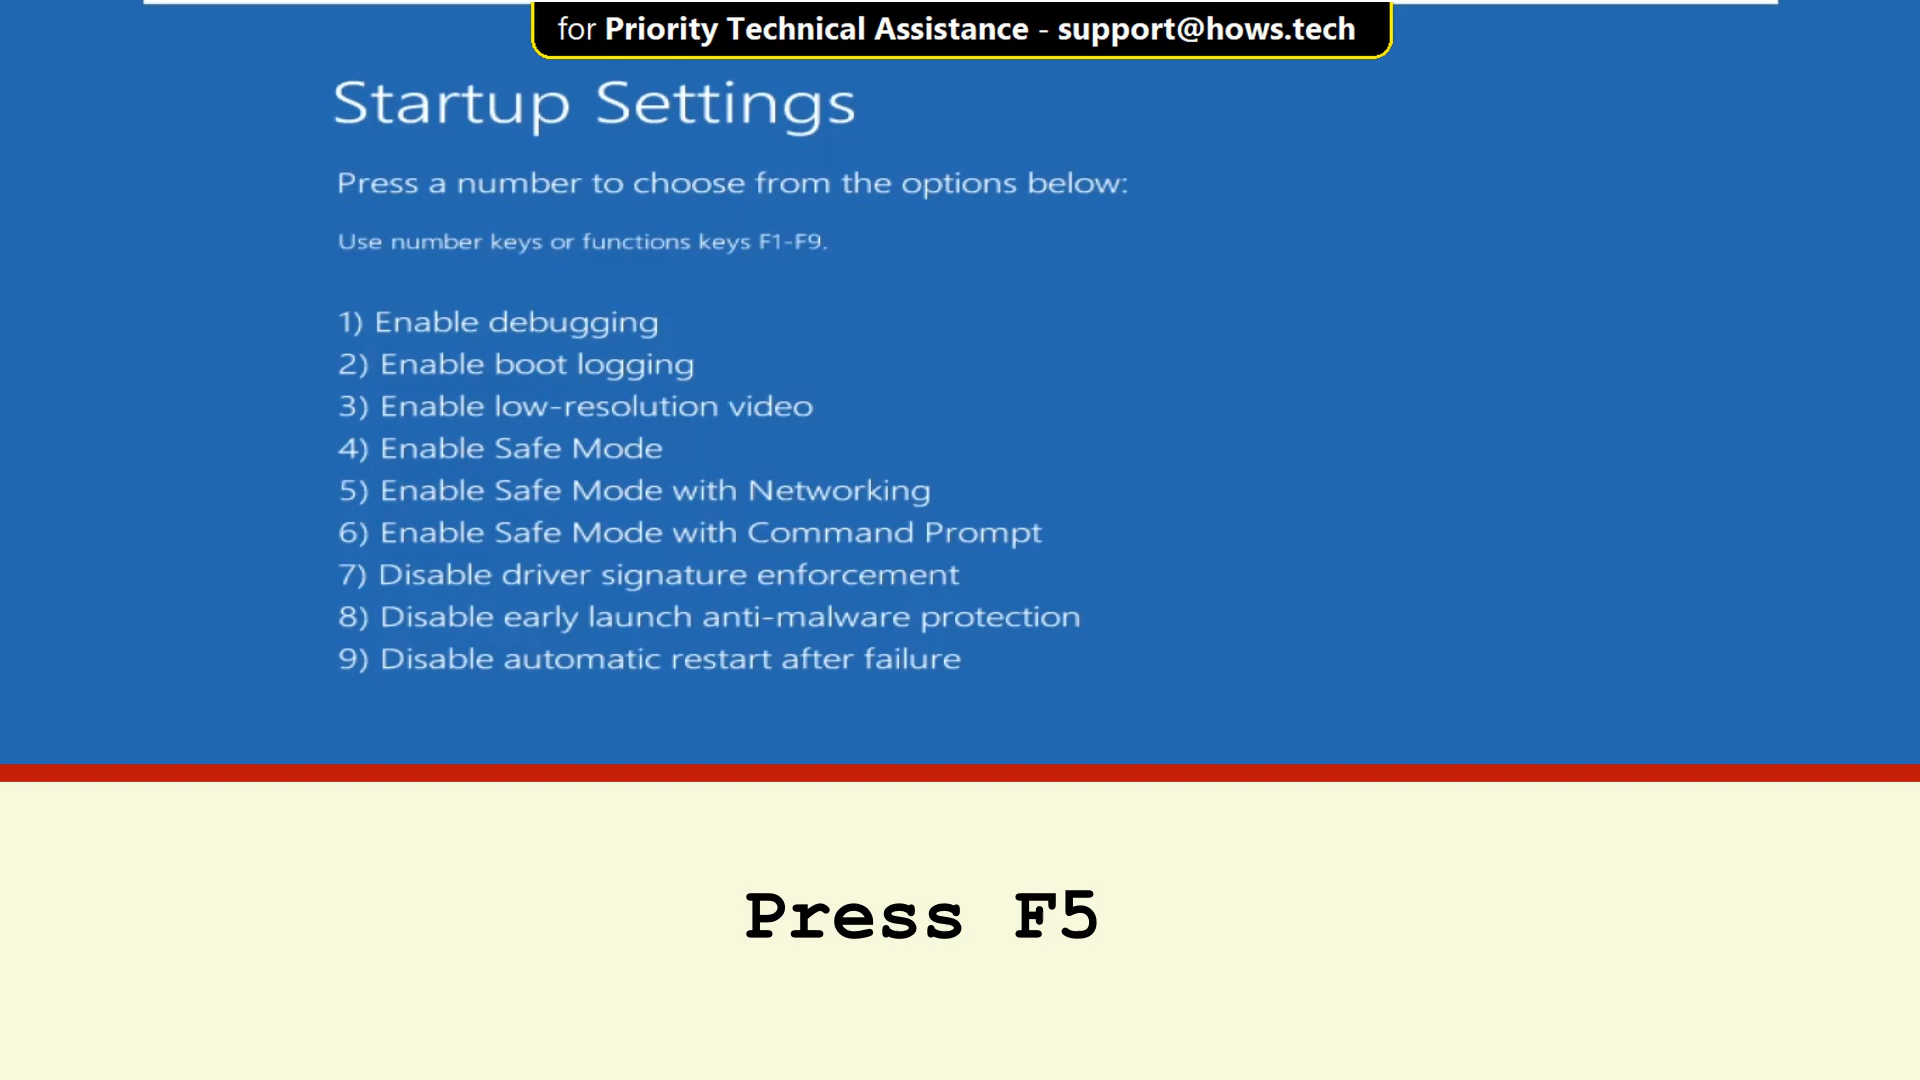 for Priority Technical Assistance - support@hows.tech
Startup Settings
Press a number to choose from the options below:
Use number keys or functions keys F1-F9.
1) Enable debugging
2) Enable boot logging
3) Enable low-resolution video
4) Enable Safe Mode
5) Enable Safe Mode with Networking
6) Enable Safe Mode with Command Prompt
7) Disable driver signature enforcement
8) Disable early launch anti-malware protection
9) Disable automatic restart after failure
Press F5